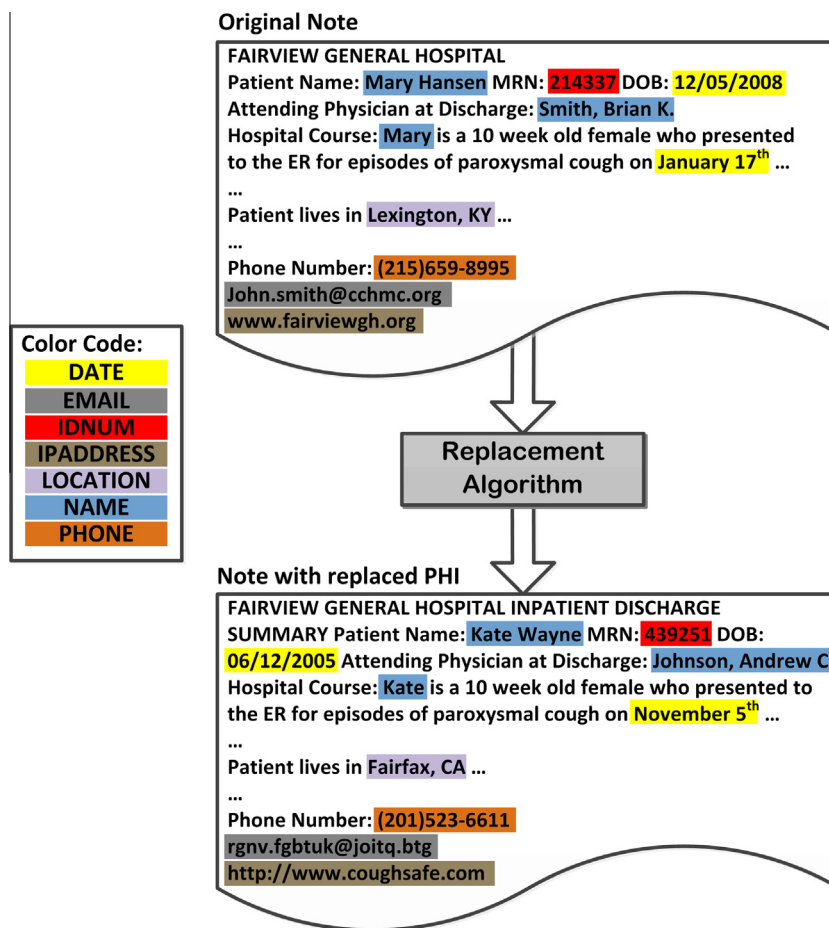 Original Note
FAIRVIEW GENERAL HOSPITAL
Patient Name: Mary Hansen MRN: 214337 DOB: 12/05/2008
Attending Physician at Discharge: Smith, Brian K.
Hospital Course: Mary is a 10 week old female who presented
to the ER for episodes of paroxysmal cough on January 17th ...
...
Patient lives in Lexington, KY ...
...
Phone Number: (215)659-8995
John.smith@cchmc.org
www.fairviewgh.org
Color Code:
DATE
EMAIL
IDNUM
IPADDRESS
LOCATION
NAME
PHONE
Replacement
Algorithm
Note with replaced PHI
FAIRVIEW GENERAL HOSPITAL INPATIENT DISCHARGE
SUMMARY Patient Name: Kate Wayne MRN: 439251 DOB:
06/12/2005 Attending Physician at Discharge: Johnson, Andrew C
Hospital Course: Kate is a 10 week old female who presented to
the ER for episodes of paroxysmal cough on November 5th ...
...
Patient lives in Fairfax, CA ...
...
Phone Number: (201)523-6611
rgnv.fgbtuk@joitq.btg
http://www.coughsafe.com